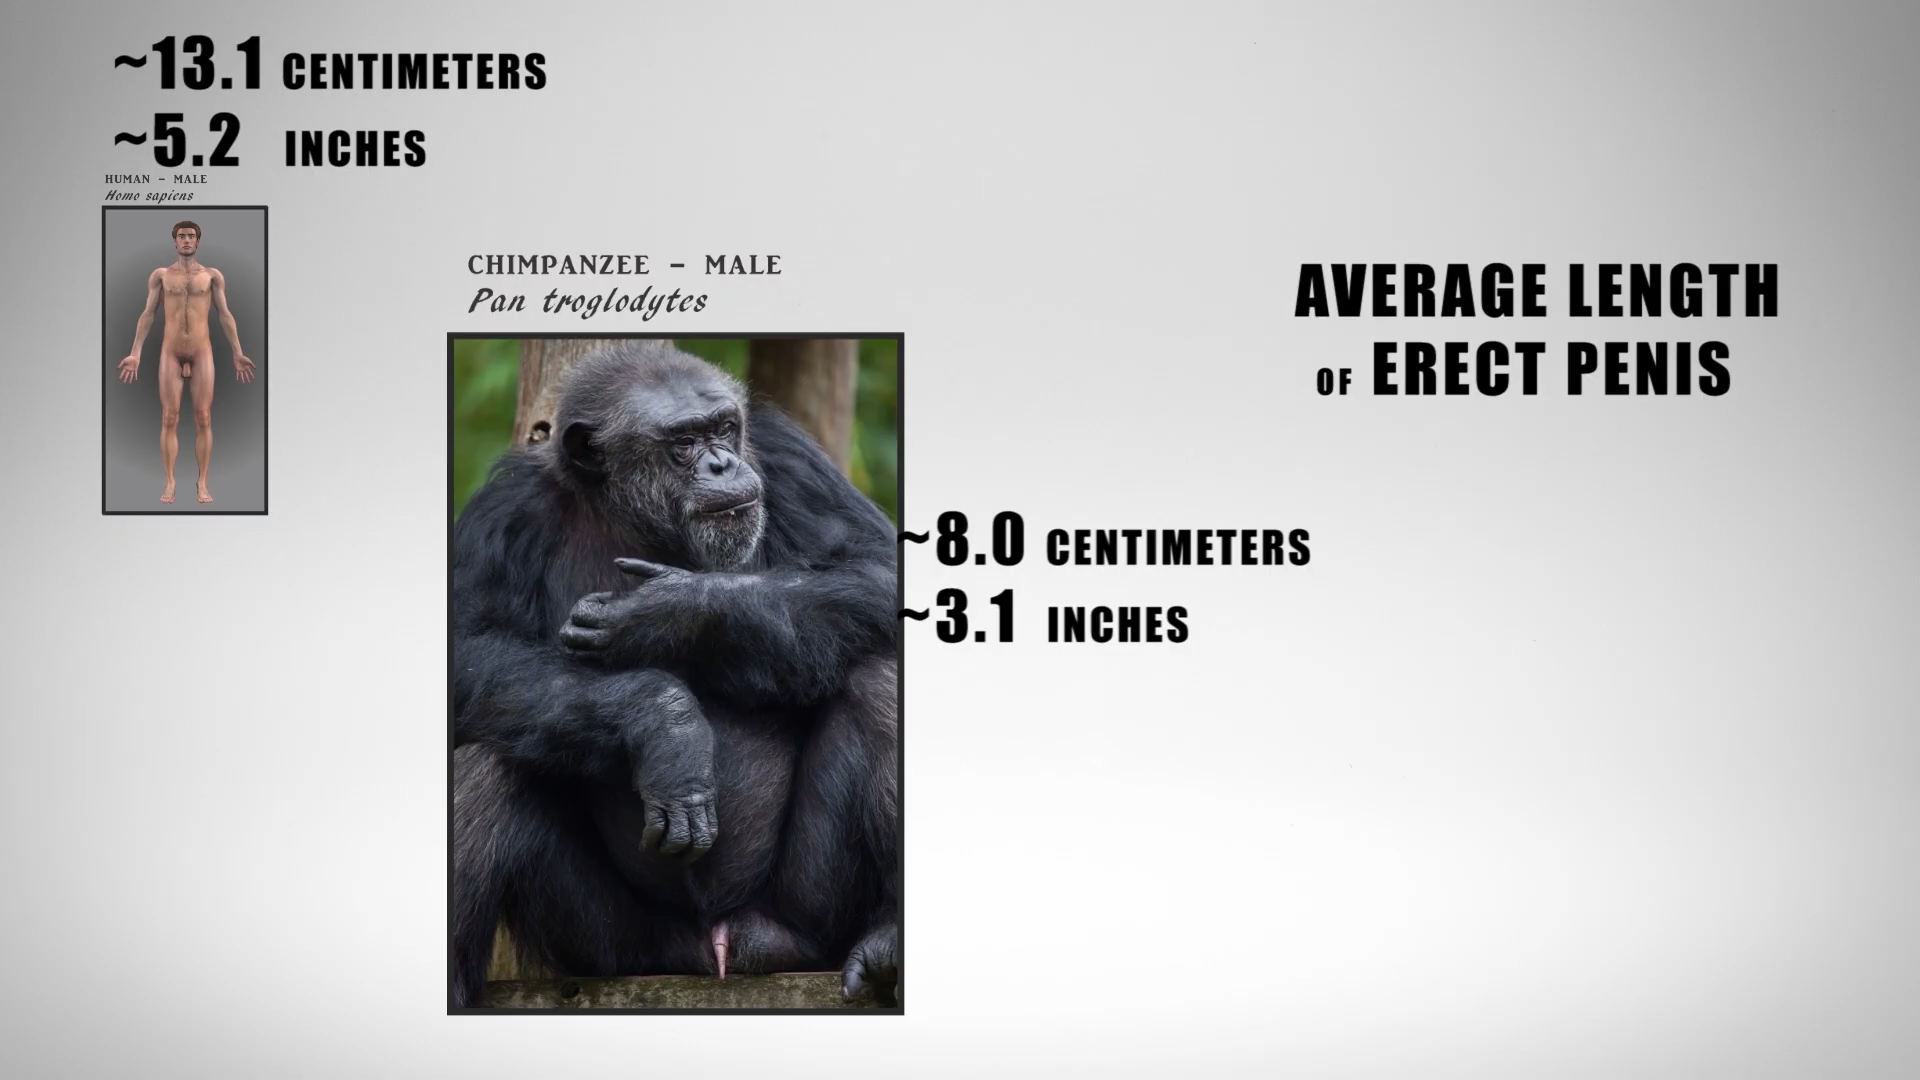 ~13.1 CENTIMETERS
~5.2 INCHES
HUMAN – MALE
Homo sapiens
CHIMPANZEE – MALE
Pan troglodytes
AVERAGE LENGTH
OF ERECT PENIS
~8.0 CENTIMETERS
~3.1 INCHES